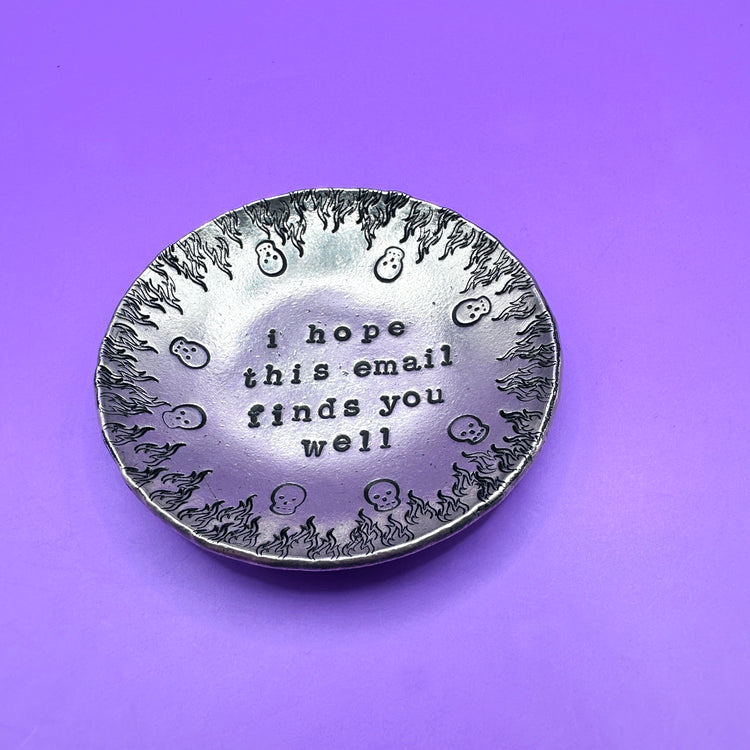 i hope
this email
finds you
well